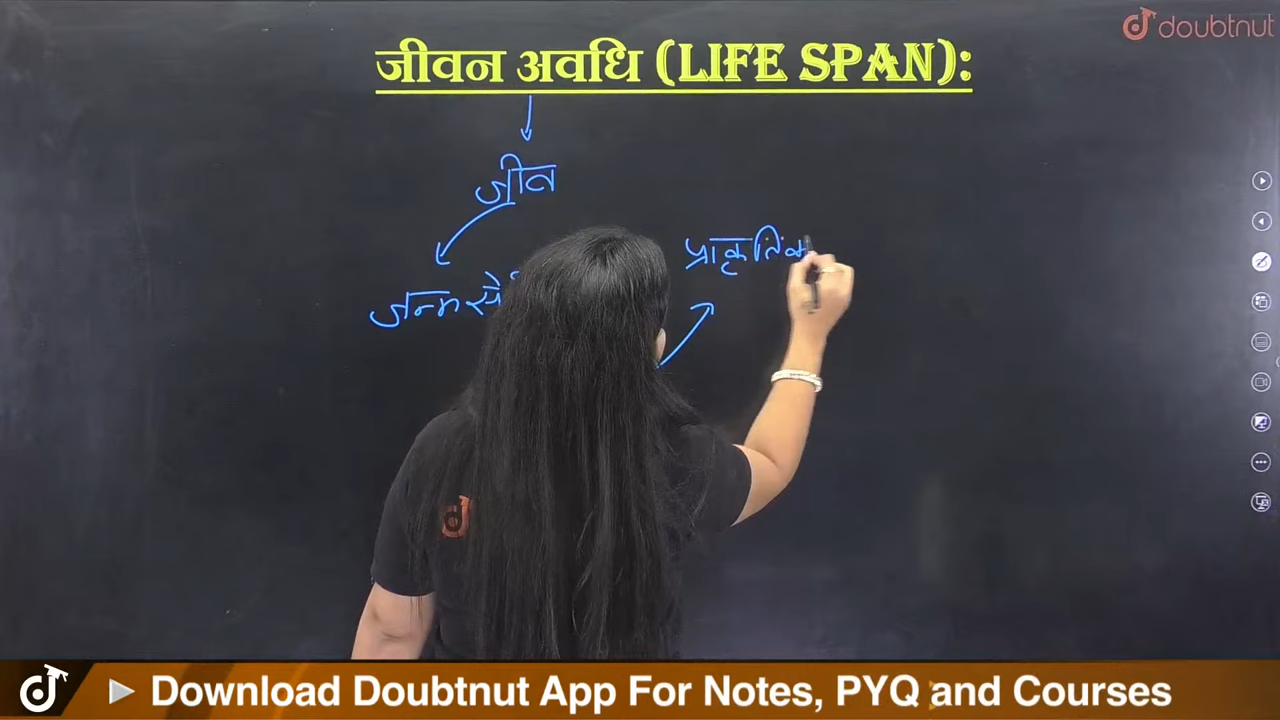 doubtnut
जीवन अवधि (LIFE SPAN):
जीव
प्राकृतिक
जन्म से
Download Doubtnut App For Notes, PYQ and Courses